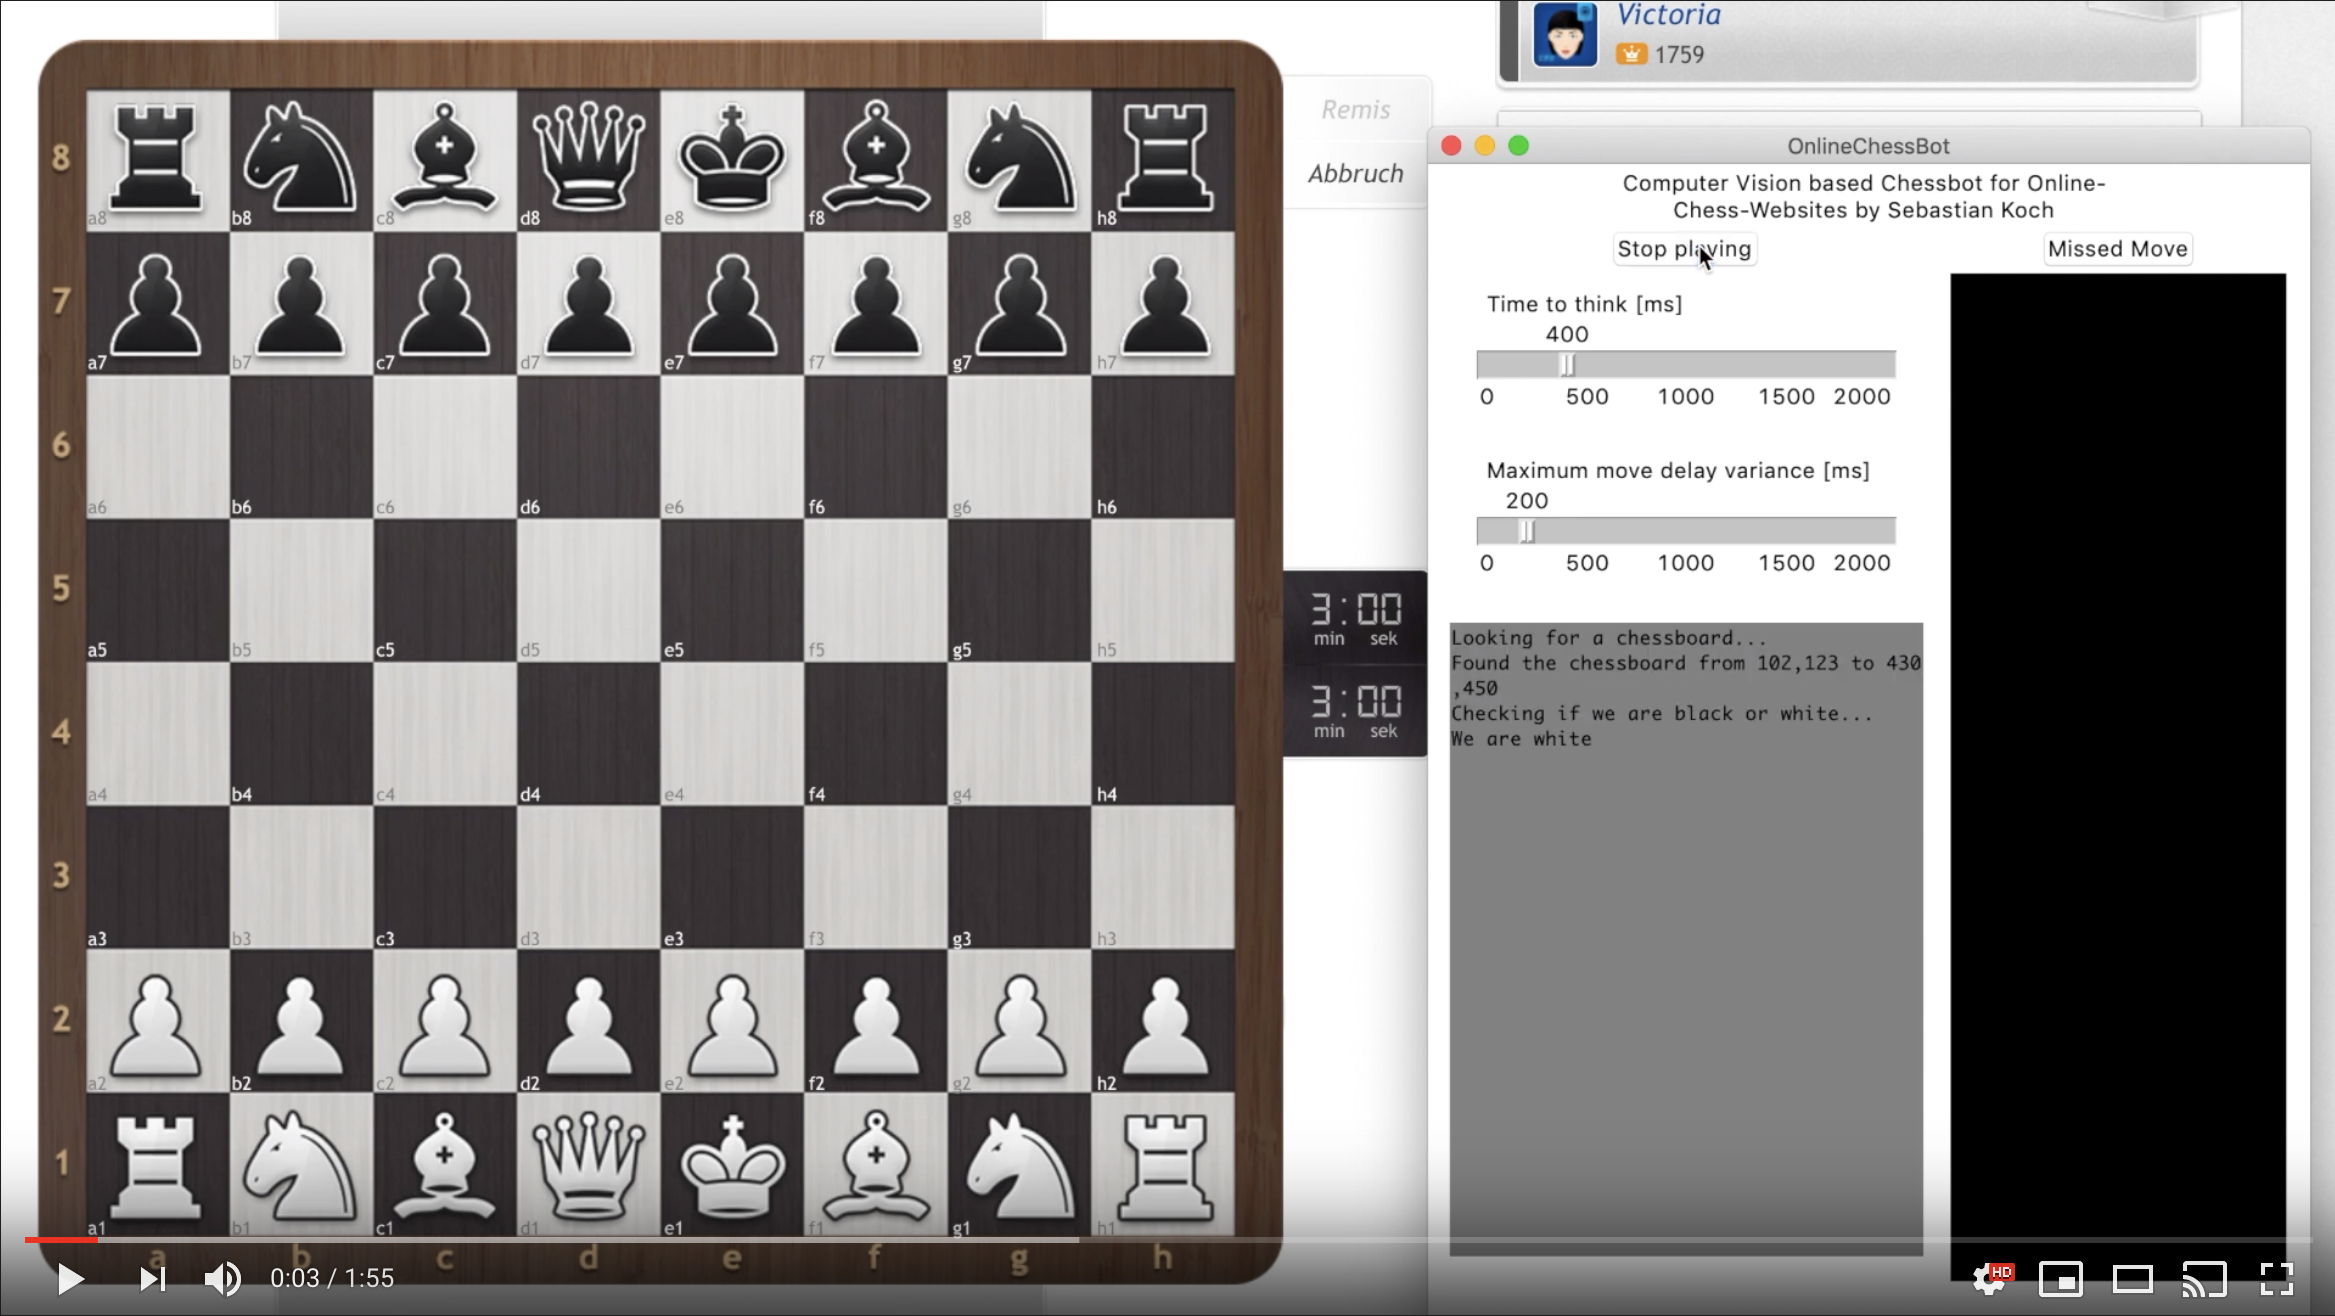 Victoria
1759
Remis
Abbruch
OnlineChessBot
Computer Vision based Chessbot for Online-
Chess-Websites by Sebastian Koch
Stop playing
Missed Move
Time to think [ms]
400
0 500 1000 1500 2000
Maximum move delay variance [ms]
200
0 500 1000 1500 2000
3:00
min sek
3:00
min sek
Looking for a chessboard...
Found the chessboard from 102,123 to 430
,450
Checking if we are black or white...
We are white
8
a8 b8 c8 d8 e8 f8 g8 h8
7
a7 b7 c7 d7 e7 f7 g7 h7
6
a6 b6 c6 d6 e6 f6 g6 h6
5
a5 b5 c5 d5 e5 f5 g5 h5
4
a4 b4 c4 d4 e4 f4 g4 h4
3
a3 b3 c3 d3 e3 f3 g3 h3
2
a2 b2 c2 d2 e2 f2 g2 h2
1
a1 b1 c1 d1 e1 f1 g1 h1
a b c d e f g h
0:03 / 1:55
HD